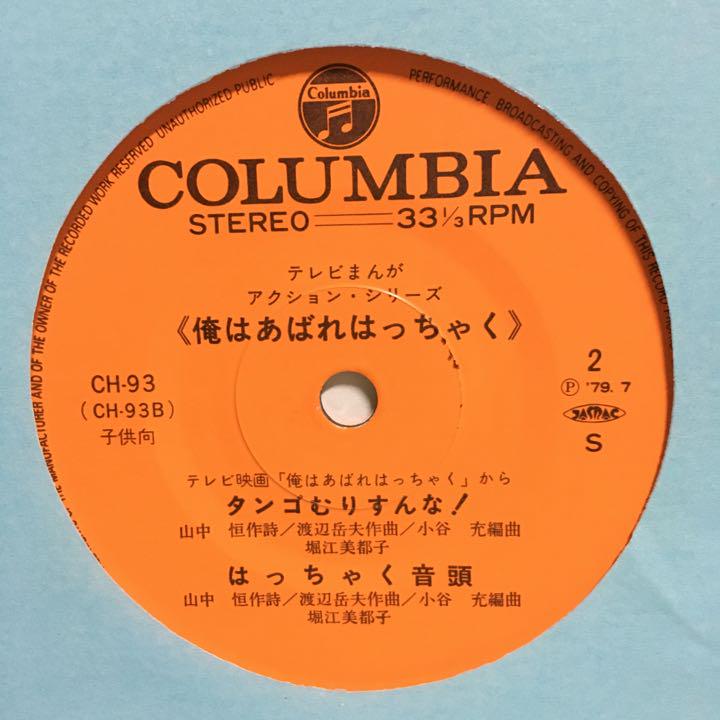 OF THE MANUFACTURER AND OF THE OWNER OF THE RECORDED WORK RESERVED UNAUTHORIZED PUBLIC
PERFORMANCE BROADCASTING AND COPYING OF THIS RECORD
Columbia
COLUMBIA
STEREO 33 1/3 RPM
テレビまんが
アクション・シリーズ
《俺はあばれはっちゃく》
CH-93
(CH-93B)
子供向
2
Ⓟ '79. 7
JASRAC
S
テレビ映画「俺はあばれはっちゃく」から
タンゴむりすんな!
山中 恒作詩/渡辺岳夫作曲/小谷 充編曲
堀江美都子
はっちゃく音頭
山中 恒作詩/渡辺岳夫作曲/小谷 充編曲
堀江美都子